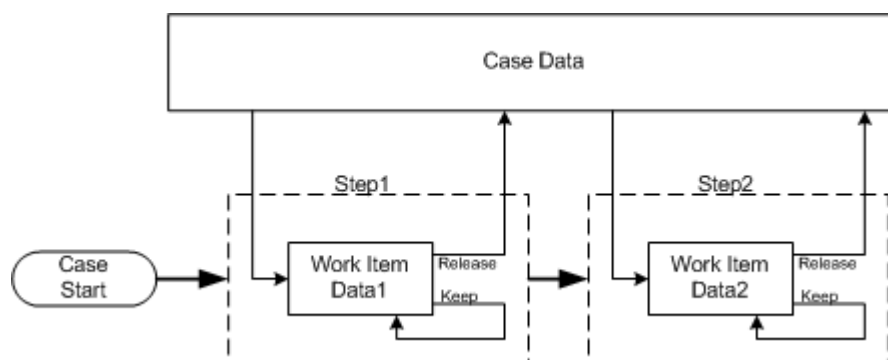 Case Data
Step1
Step2
Case
Start
Work Item
Data1
Release
Keep
Work Item
Data2
Release
Keep